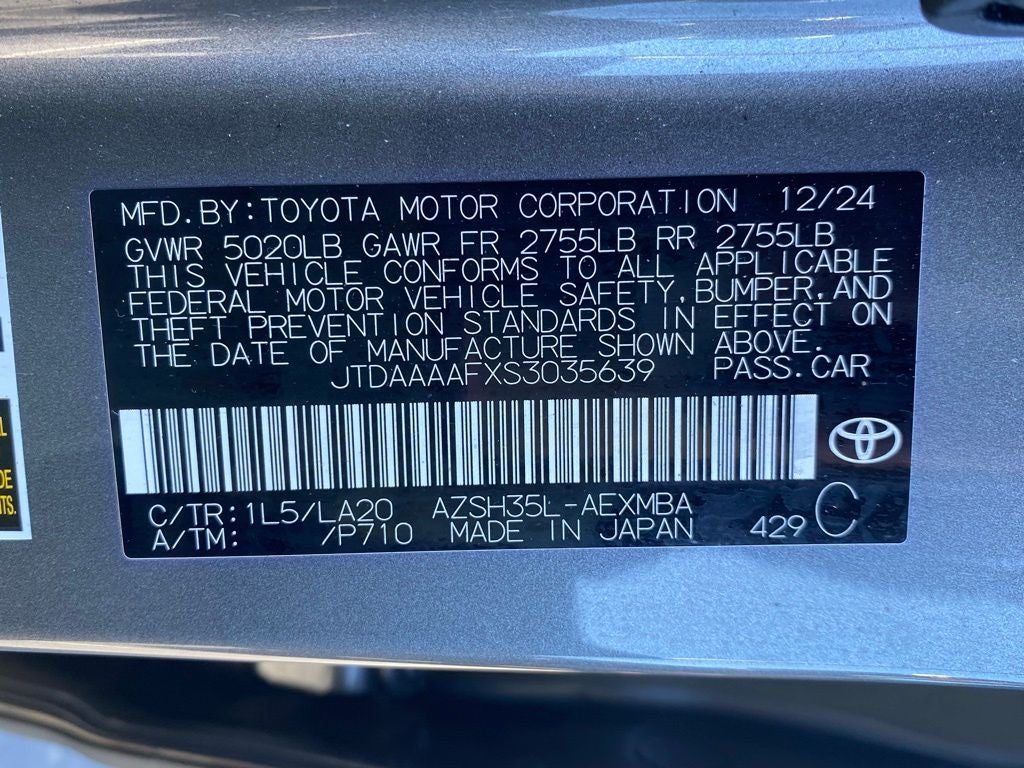 MFD.BY:TOYOTA MOTOR CORPORATION 12/24
GVWR 5020LB GAWR FR 2755LB RR 2755LB
THIS VEHICLE CONFORMS TO ALL APPLICABLE
FEDERAL MOTOR VEHICLE SAFETY,BUMPER,AND
THEFT PREVENTION STANDARDS IN EFFECT ON
THE DATE OF MANUFACTURE SHOWN ABOVE.
JTDAAAAFXS3035639 PASS.CAR
C/TR:1L5/LA20 AZSH35L-AEXMBA
A/TM: /P710 MADE IN JAPAN 429 C